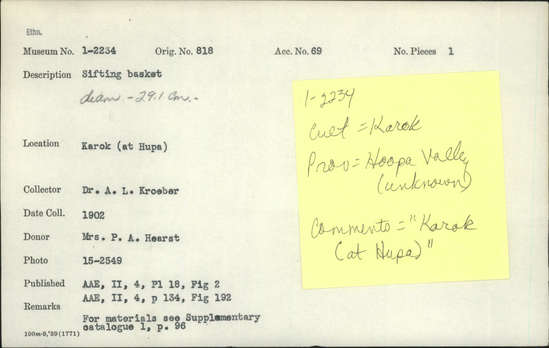 Ethn.
Museum No. 1-2234 Orig. No. 818 Acc. No. 69 No. Pieces 1
Description Sifting basket
diam. - 29.1 cm. -
Location Karok (at Hupa)
Collector Dr. A. L. Kroeber
Date Coll. 1902
Donor Mrs. P. A. Hearst
Photo 15-2549
Published AAE, II, 4, Pl 18, Fig 2
AAE, II, 4, p 134, Fig 192
Remarks
For materials see Supplementary
catalogue 1, p. 96
100m-9,'39(1771)
1-2234
Cult = Karok
Prov = Hoopa Valley
(unknown)
Comments = "Karok
(at Hupa)"